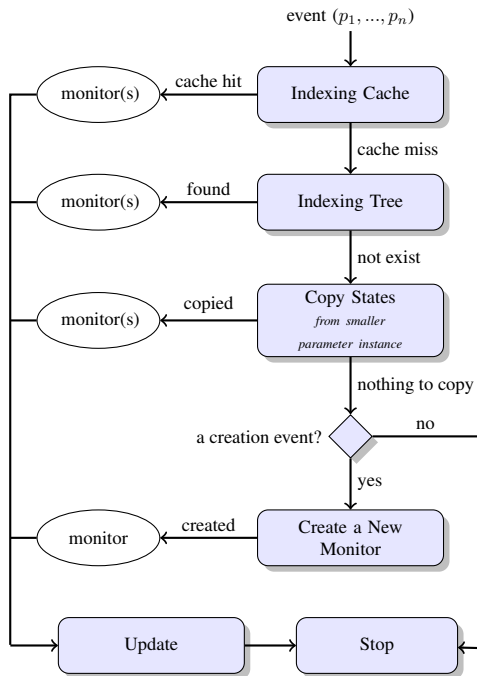 event (p₁, ..., pₙ)
monitor(s)
cache hit
Indexing Cache
cache miss
monitor(s)
found
Indexing Tree
not exist
monitor(s)
copied
Copy States
from smaller
parameter instance
nothing to copy
a creation event?
no
yes
monitor
created
Create a New
Monitor
Update
Stop